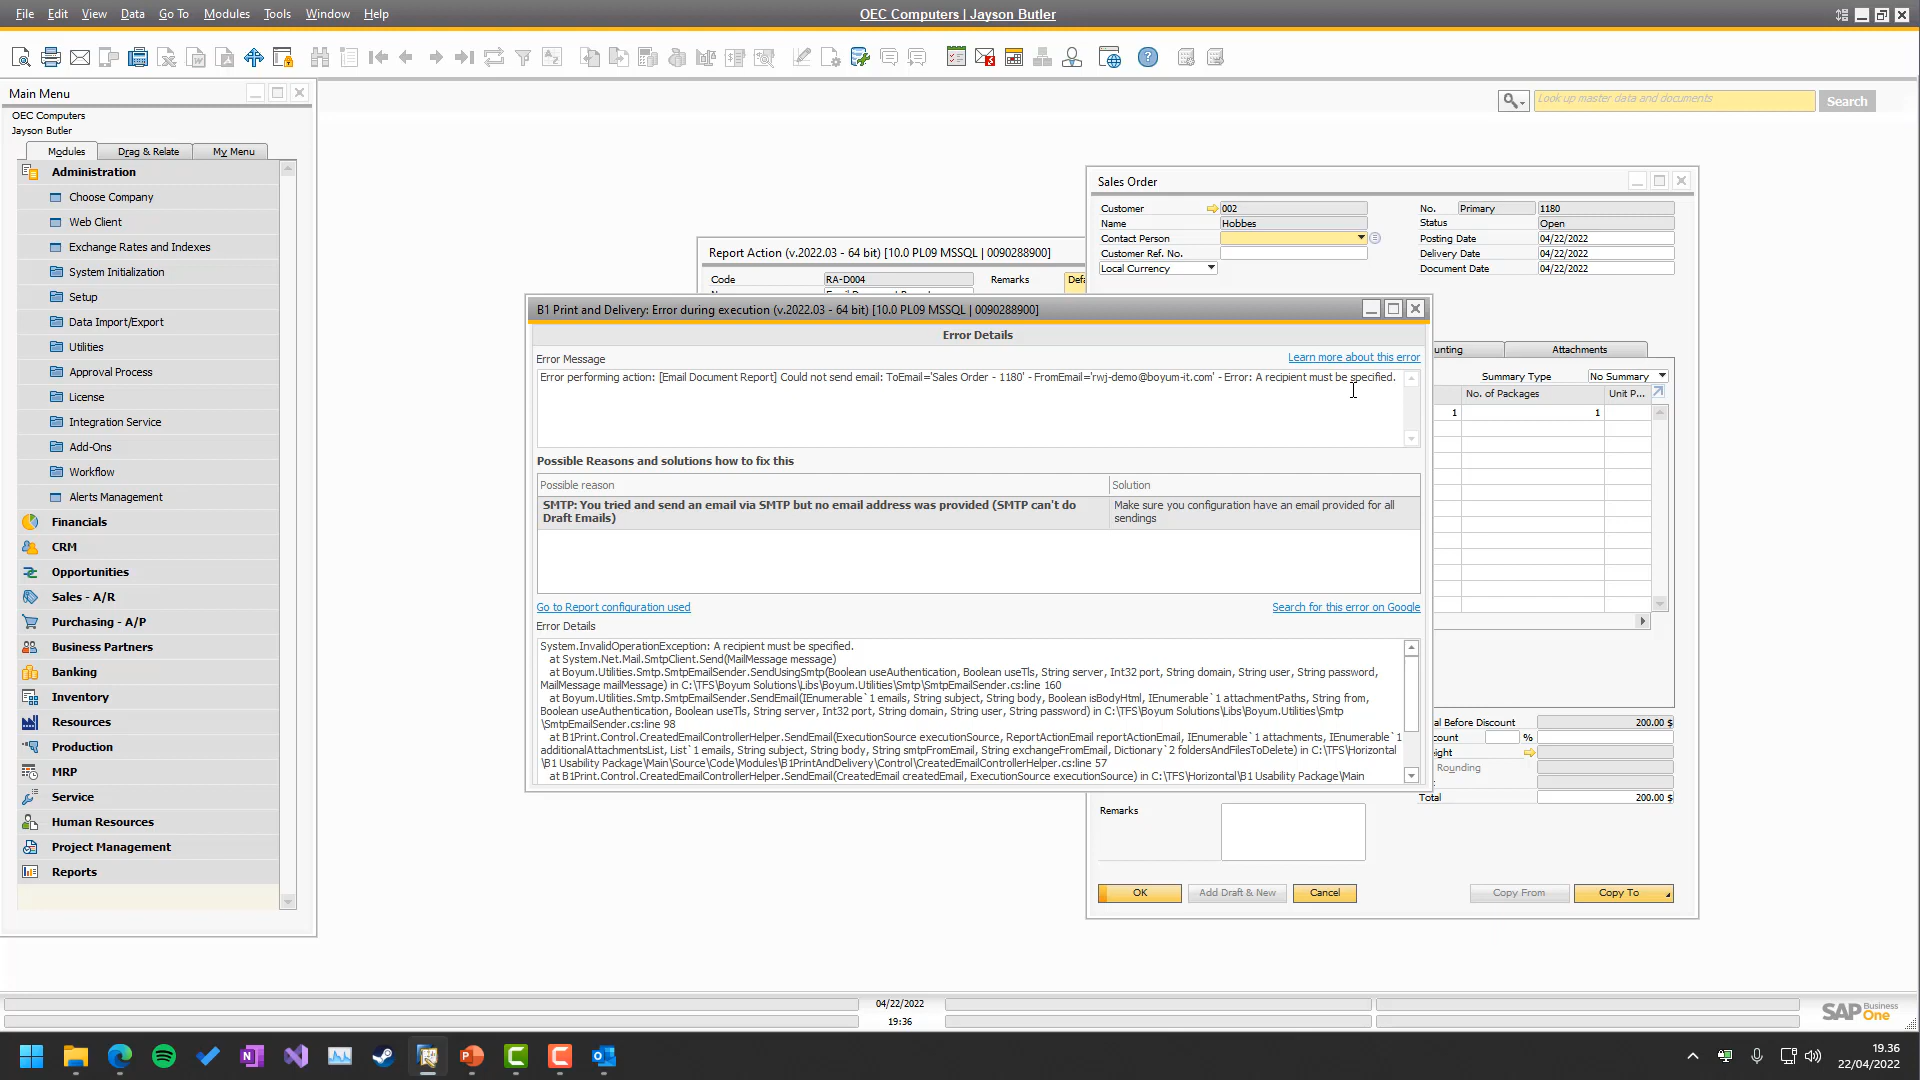 File Edit View Data Go To Modules Tools Window Help
OEC Computers | Jayson Butler
Look up master data and documents
Search
Main Menu
OEC Computers
Jayson Butler
Modules Drag & Relate My Menu
Administration
Choose Company
Web Client
Exchange Rates and Indexes
System Initialization
Setup
Data Import/Export
Utilities
Approval Process
License
Integration Service
Add-Ons
Workflow
Alerts Management
Financials
CRM
Opportunities
Sales - A/R
Purchasing - A/P
Business Partners
Banking
Inventory
Resources
Production
MRP
Service
Human Resources
Project Management
Reports
Report Action (v.2022.03 - 64 bit) [10.0 PL09 MSSQL | 0090288900]
Code RA-D004 Remarks
Sales Order
Customer 002
Name Hobbes
Contact Person
Customer Ref. No.
Local Currency
No. Primary 1180
Status Open
Posting Date 04/22/2022
Delivery Date 04/22/2022
Document Date 04/22/2022
unting Attachments
Summary Type No Summary
No. of Packages Unit P...
1 1
B1 Print and Delivery: Error during execution (v.2022.03 - 64 bit) [10.0 PL09 MSSQL | 0090288900]
Error Details
Error Message Learn more about this error
Error performing action: [Email Document Report] Could not send email: ToEmail='Sales Order - 1180' - FromEmail='rwj-demo@boyum-it.com' - Error: A recipient must be specified.
Possible Reasons and solutions how to fix this
Possible reason Solution
SMTP: You tried and send an email via SMTP but no email address was provided (SMTP can't do
Draft Emails)
Make sure you configuration have an email provided for all
sendings
Go to Report configuration used Search for this error on Google
Error Details
System.InvalidOperationException: A recipient must be specified.
at System.Net.Mail.SmtpClient.Send(MailMessage message)
at Boyum.Utilities.Smtp.SmtpEmailSender.SendUsingSmtp(Boolean useAuthentication, Boolean useTls, String server, Int32 port, String domain, String user, String password,
MailMessage mailMessage) in C:\TFS\Boyum Solutions\Libs\Boyum.Utilities\Smtp\SmtpEmailSender.cs:line 160
at Boyum.Utilities.Smtp.SmtpEmailSender.SendEmail(IEnumerable`1 emails, String subject, String body, Boolean isBodyHtml, IEnumerable`1 attachmentPaths, String from,
Boolean useAuthentication, Boolean useTls, String server, Int32 port, String domain, String user, String password) in C:\TFS\Boyum Solutions\Libs\Boyum.Utilities\Smtp
\SmtpEmailSender.cs:line 98
at B1Print.Control.CreatedEmailControllerHelper.SendEmail(ExecutionSource executionSource, ReportActionEmail reportActionEmail, IEnumerable`1 attachments, IEnumerable`1
additionalAttachmentsList, List`1 emails, String subject, String body, String smtpFromEmail, String exchangeFromEmail, Dictionary`2 foldersAndFilesToDelete) in C:\TFS\Horizontal
\B1 Usability Package\Main\Source\Code\Modules\B1PrintAndDelivery\Control\CreatedEmailControllerHelper.cs:line 57
at B1Print.Control.CreatedEmailControllerHelper.SendEmail(CreatedEmail createdEmail, ExecutionSource executionSource) in C:\TFS\Horizontal\B1 Usability Package\Main
al Before Discount 200.00 $
count %
eight
Rounding
Total 200.00 $
Remarks
OK Add Draft & New Cancel Copy From Copy To
04/22/2022
19:36
SAP Business One
19.36
22/04/2022